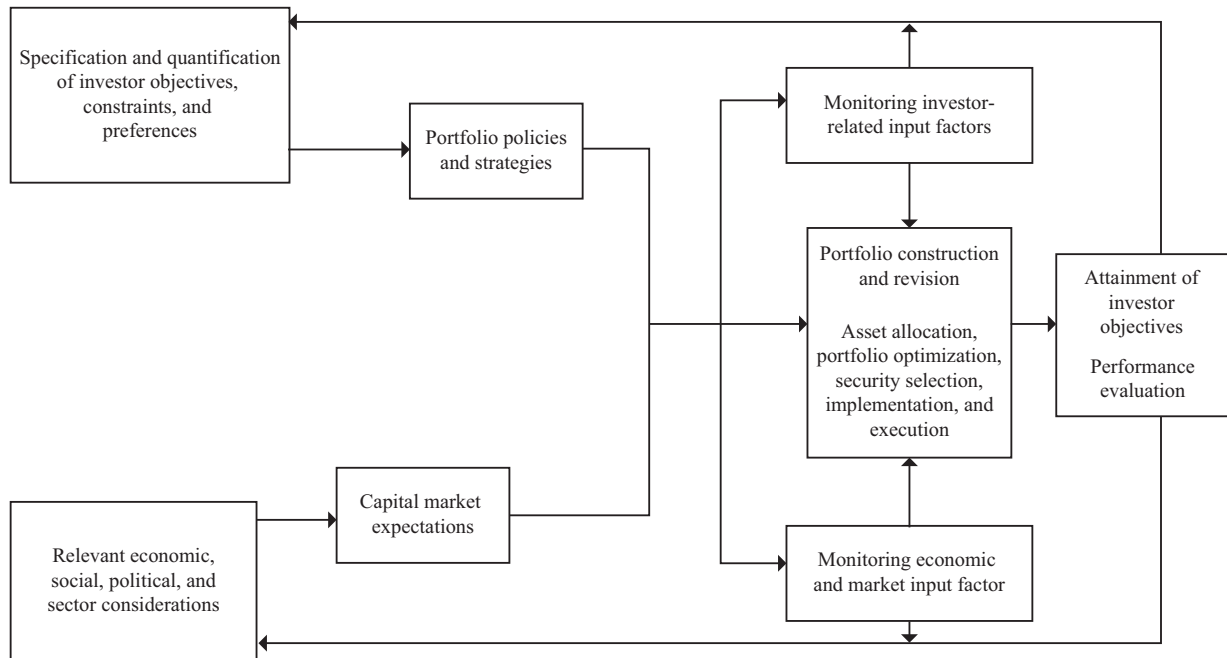 Specification and quantification
of investor objectives,
constraints, and
preferences
Portfolio policies
and strategies
Monitoring investor-
related input factors
Portfolio construction
and revision
Asset allocation,
portfolio optimization,
security selection,
implementation, and
execution
Attainment of
investor
objectives
Performance
evaluation
Capital market
expectations
Relevant economic,
social, political, and
sector considerations
Monitoring economic
and market input factor